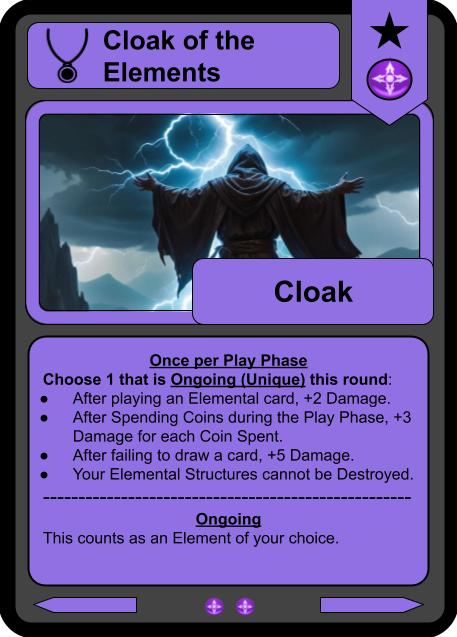 Cloak of the
Elements
Cloak
Once per Play Phase
Choose 1 that is Ongoing (Unique) this round:
● After playing an Elemental card, +2 Damage.
● After Spending Coins during the Play Phase, +3
Damage for each Coin Spent.
● After failing to draw a card, +5 Damage.
● Your Elemental Structures cannot be Destroyed.
Ongoing
This counts as an Element of your choice.